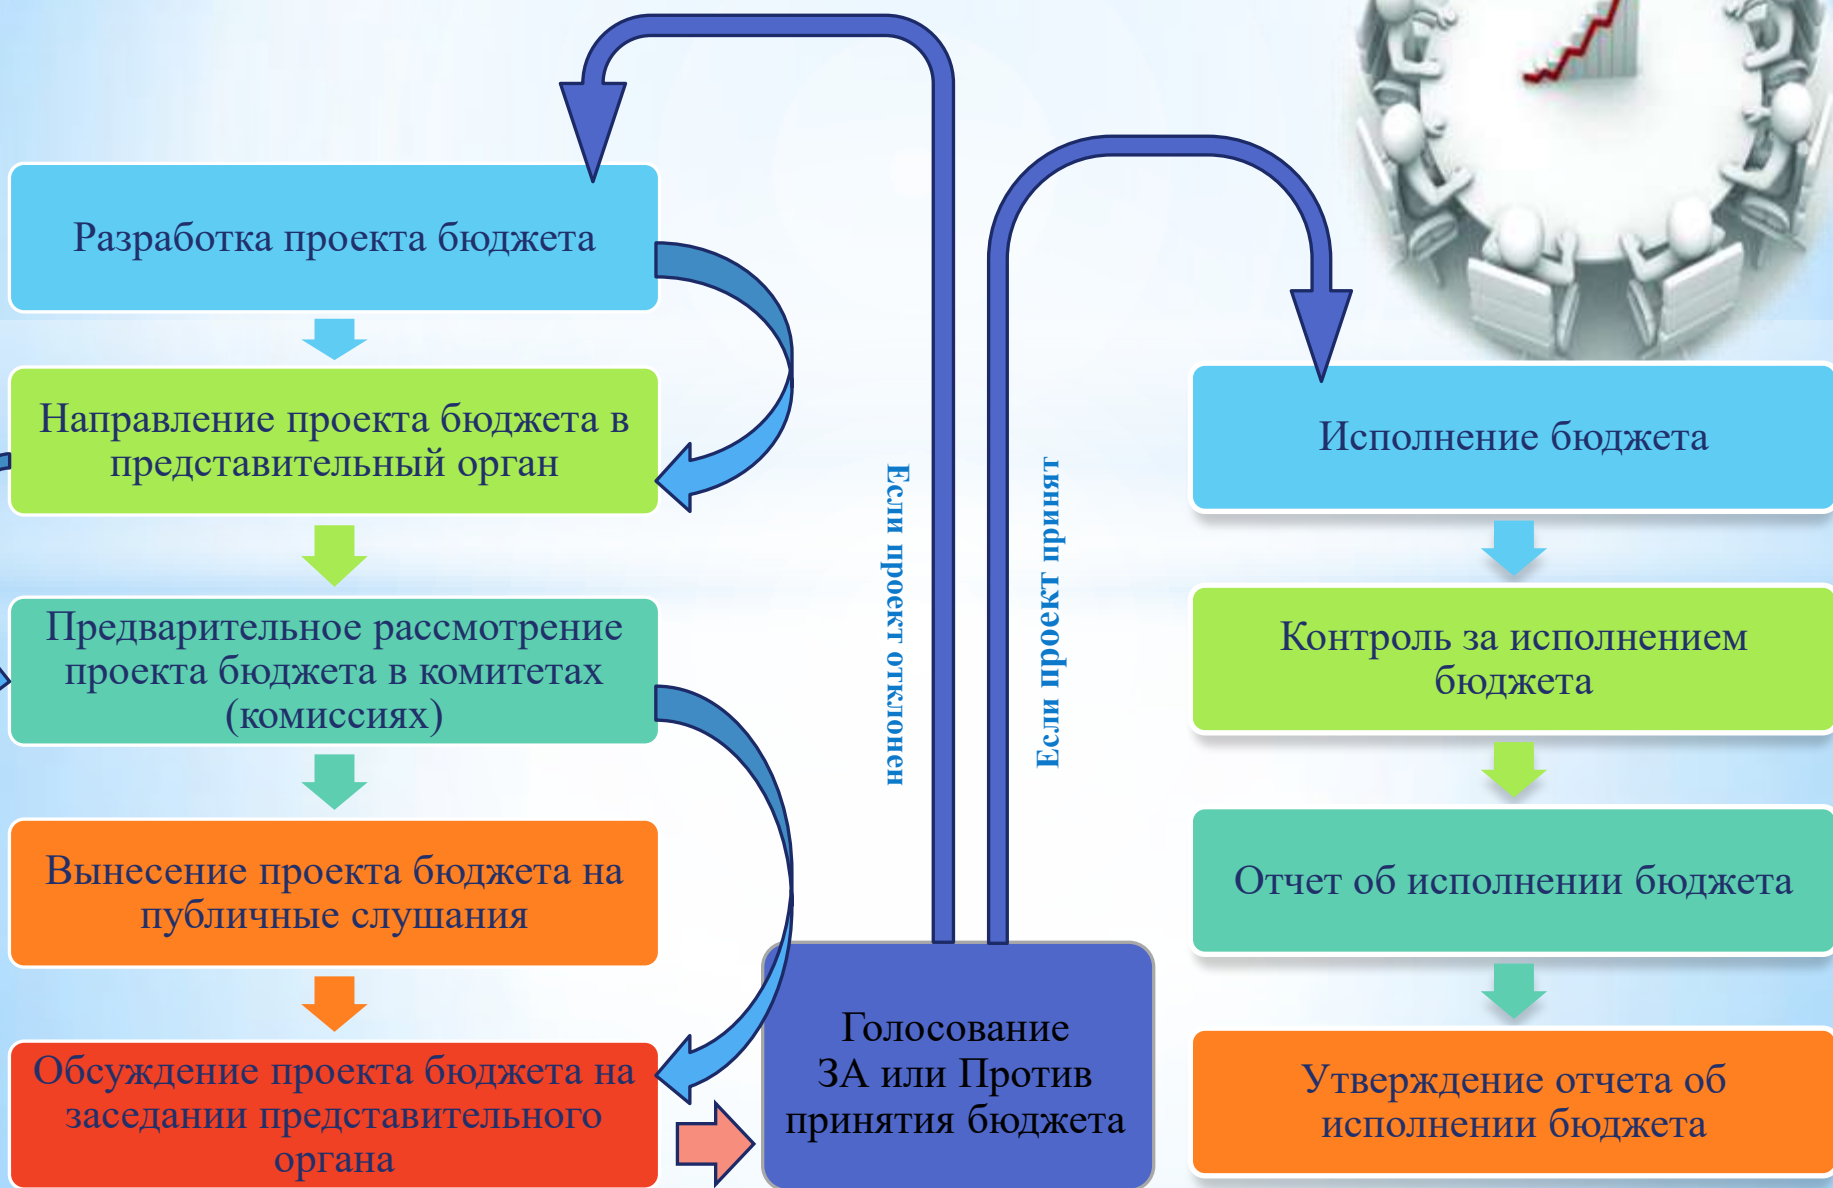 Разработка проекта бюджета
Направление проекта бюджета в
представительный орган
Предварительное рассмотрение
проекта бюджета в комитетах
(комиссиях)
Вынесение проекта бюджета на
публичные слушания
Обсуждение проекта бюджета на
заседании представительного
органа
Голосование
ЗА или Против
принятия бюджета
Если проект отклонен
Если проект принят
Исполнение бюджета
Контроль за исполнением
бюджета
Отчет об исполнении бюджета
Утверждение отчета об
исполнении бюджета